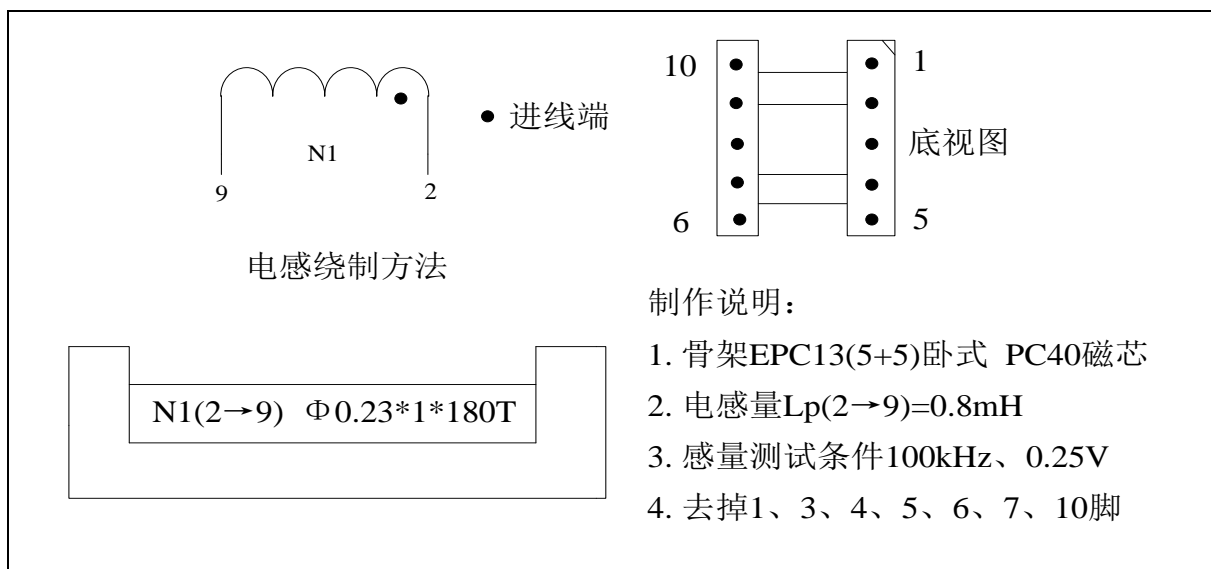 N1
9
2
● 进线端
电感绕制方法
10
1
底视图
6
5
N1(2→9) Φ0.23*1*180T
制作说明：
1. 骨架EPC13(5+5)卧式 PC40磁芯
2. 电感量Lp(2→9)=0.8mH
3. 感量测试条件100kHz、0.25V
4. 去掉1、3、4、5、6、7、10脚